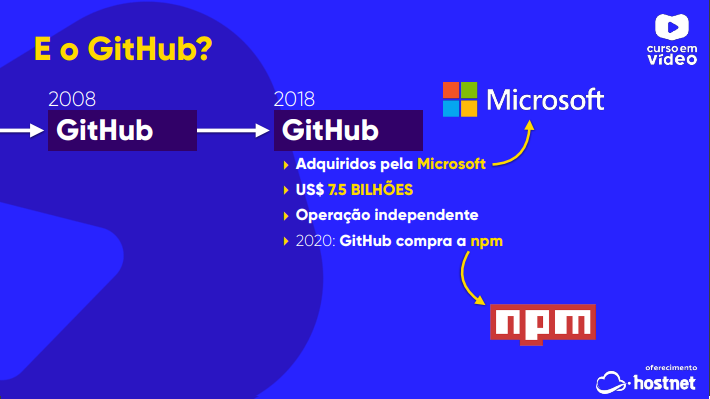 E o GitHub?
CURSO EM
VÍDEO
2008
GitHub
2018
GitHub
Microsoft
Adquiridos pela Microsoft
US$ 7.5 BILHÕES
Operação independente
2020: GitHub compra a npm
npm
oferecimento
hostnet